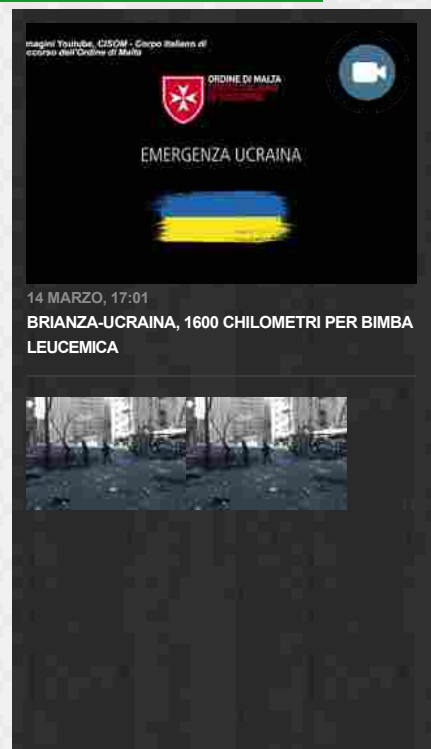 magini Youtube, CISOM - Corpo Italiano di
ccorso dell'Ordine di Malta
ORDINE DI MALTA
EMERGENZA UCRAINA
14 MARZO, 17:01
BRIANZA-UCRAINA, 1600 CHILOMETRI PER BIMBA
LEUCEMICA